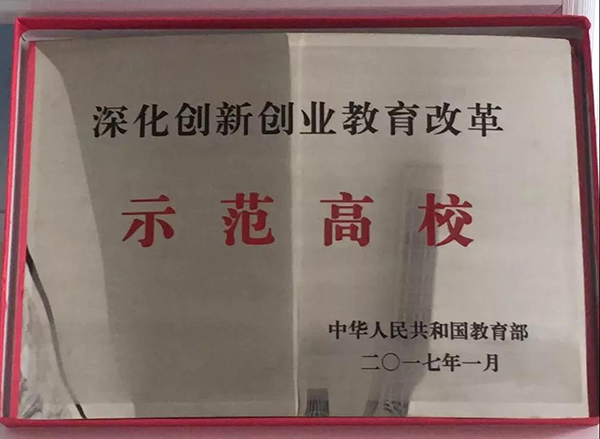 深化创新创业教育改革
示范高校
中华人民共和国教育部
二〇一七年一月